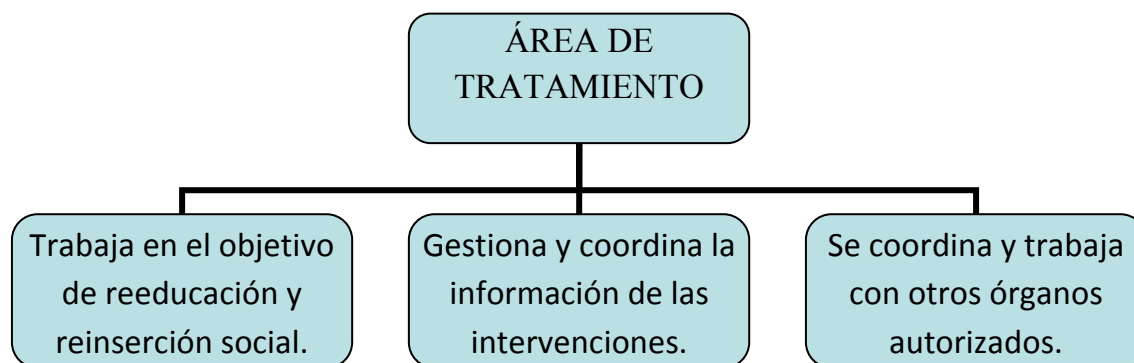 ÁREA DE
TRATAMIENTO
Trabaja en el objetivo
de reeducación y
reinserción social.
Gestiona y coordina la
información de las
intervenciones.
Se coordina y trabaja
con otros órganos
autorizados.